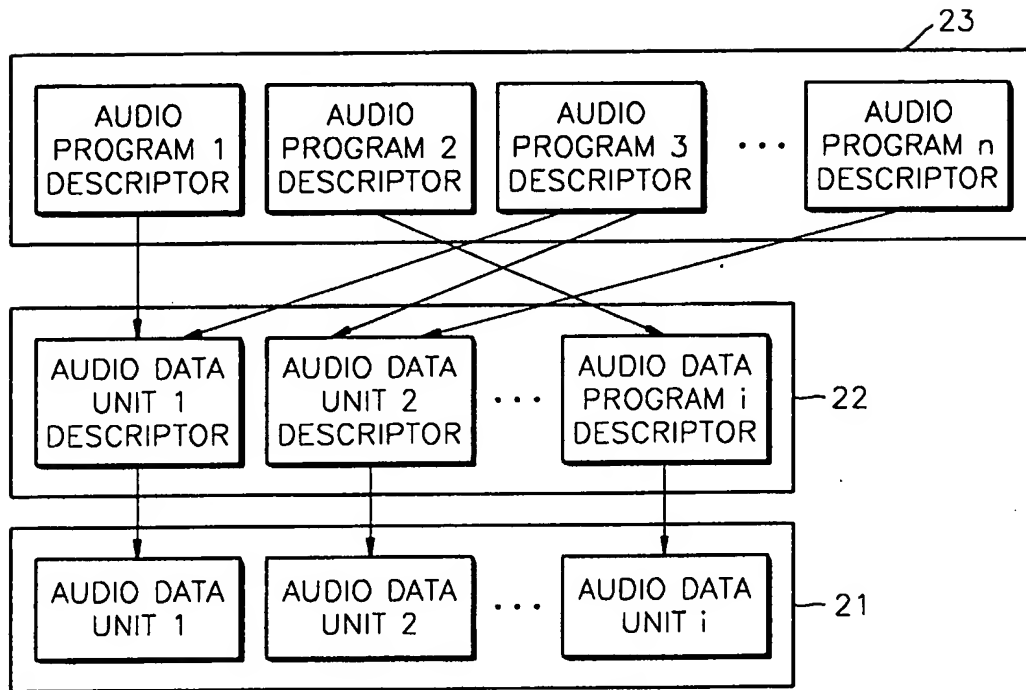 23
AUDIO
PROGRAM 1
DESCRIPTOR
AUDIO
PROGRAM 2
DESCRIPTOR
AUDIO
PROGRAM 3
DESCRIPTOR
...
AUDIO
PROGRAM n
DESCRIPTOR
AUDIO DATA
UNIT 1
DESCRIPTOR
AUDIO DATA
UNIT 2
DESCRIPTOR
...
AUDIO DATA
PROGRAM i
DESCRIPTOR
22
AUDIO DATA
UNIT 1
AUDIO DATA
UNIT 2
...
AUDIO DATA
UNIT i
21